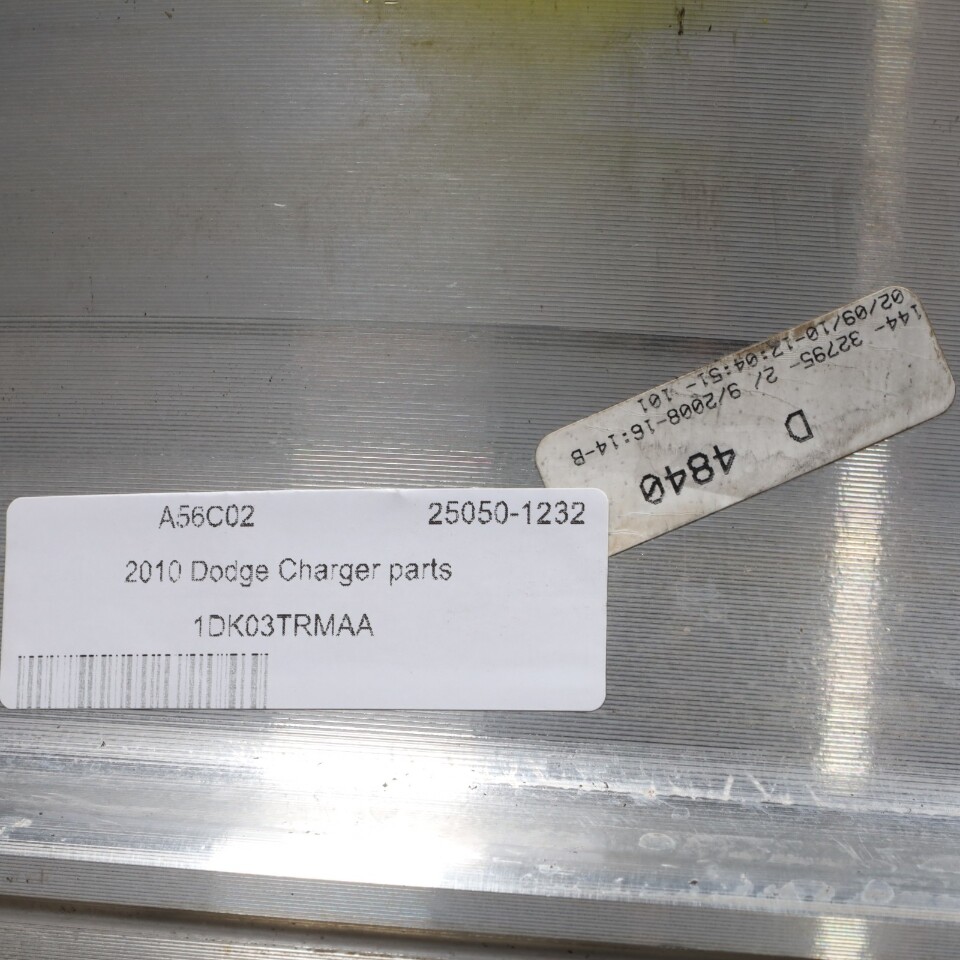 A56C02 25050-1232
2010 Dodge Charger parts
1DK03TRMAA
D 4840
144- 32795- 2/ 9/2008-16:14-B
02/09/10-17:04:51- 101